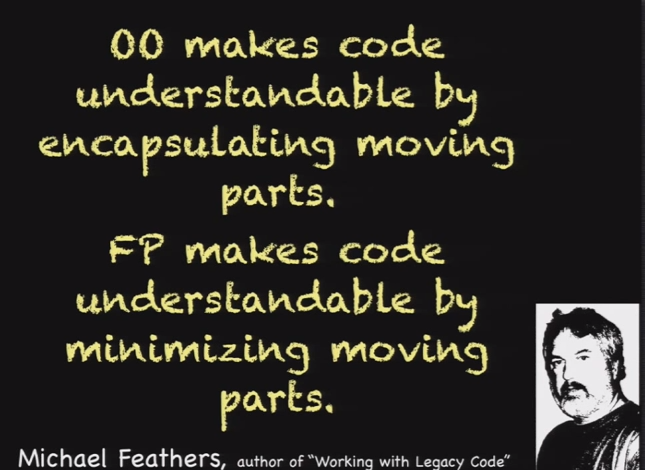 OO makes code
understandable by
encapsulating moving
parts.
FP makes code
understandable by
minimizing moving
parts.
Michael Feathers, author of "Working with Legacy Code"